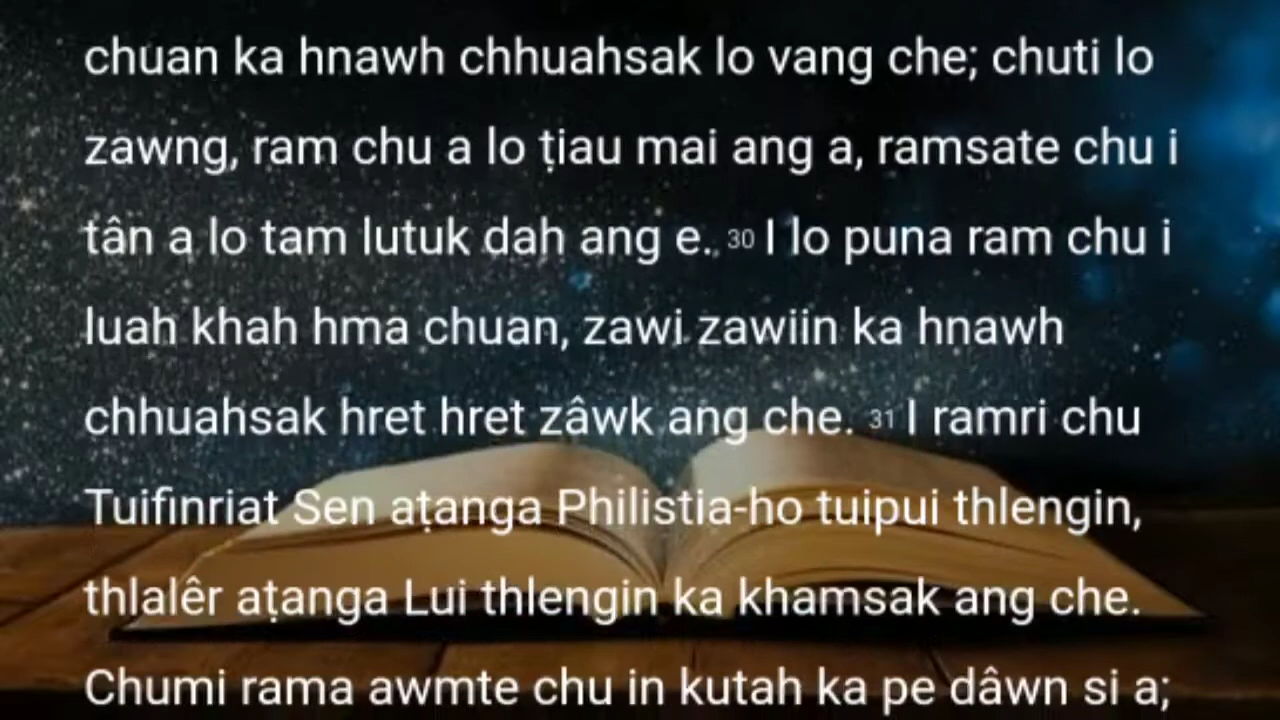 chuan ka hnawh chhuahsak lo vang che; chuti lo
zawng, ram chu a lo ṭiau mai ang a, ramsate chu i
tân a lo tam lutuk dah ang e.. 30 I lo puna ram chu i
luah khah hma chuan, zawi zawiin ka hnawh
chhuahsak hret hret zâwk ang che. 31 I ramri chu
Tuifinriat Sen aṭanga Philistia-ho tuipui thlengin,
thlalêr aṭanga Lui thlengin ka khamsak ang che.
Chumi rama awmte chu in kutah ka pe dâwn si a;